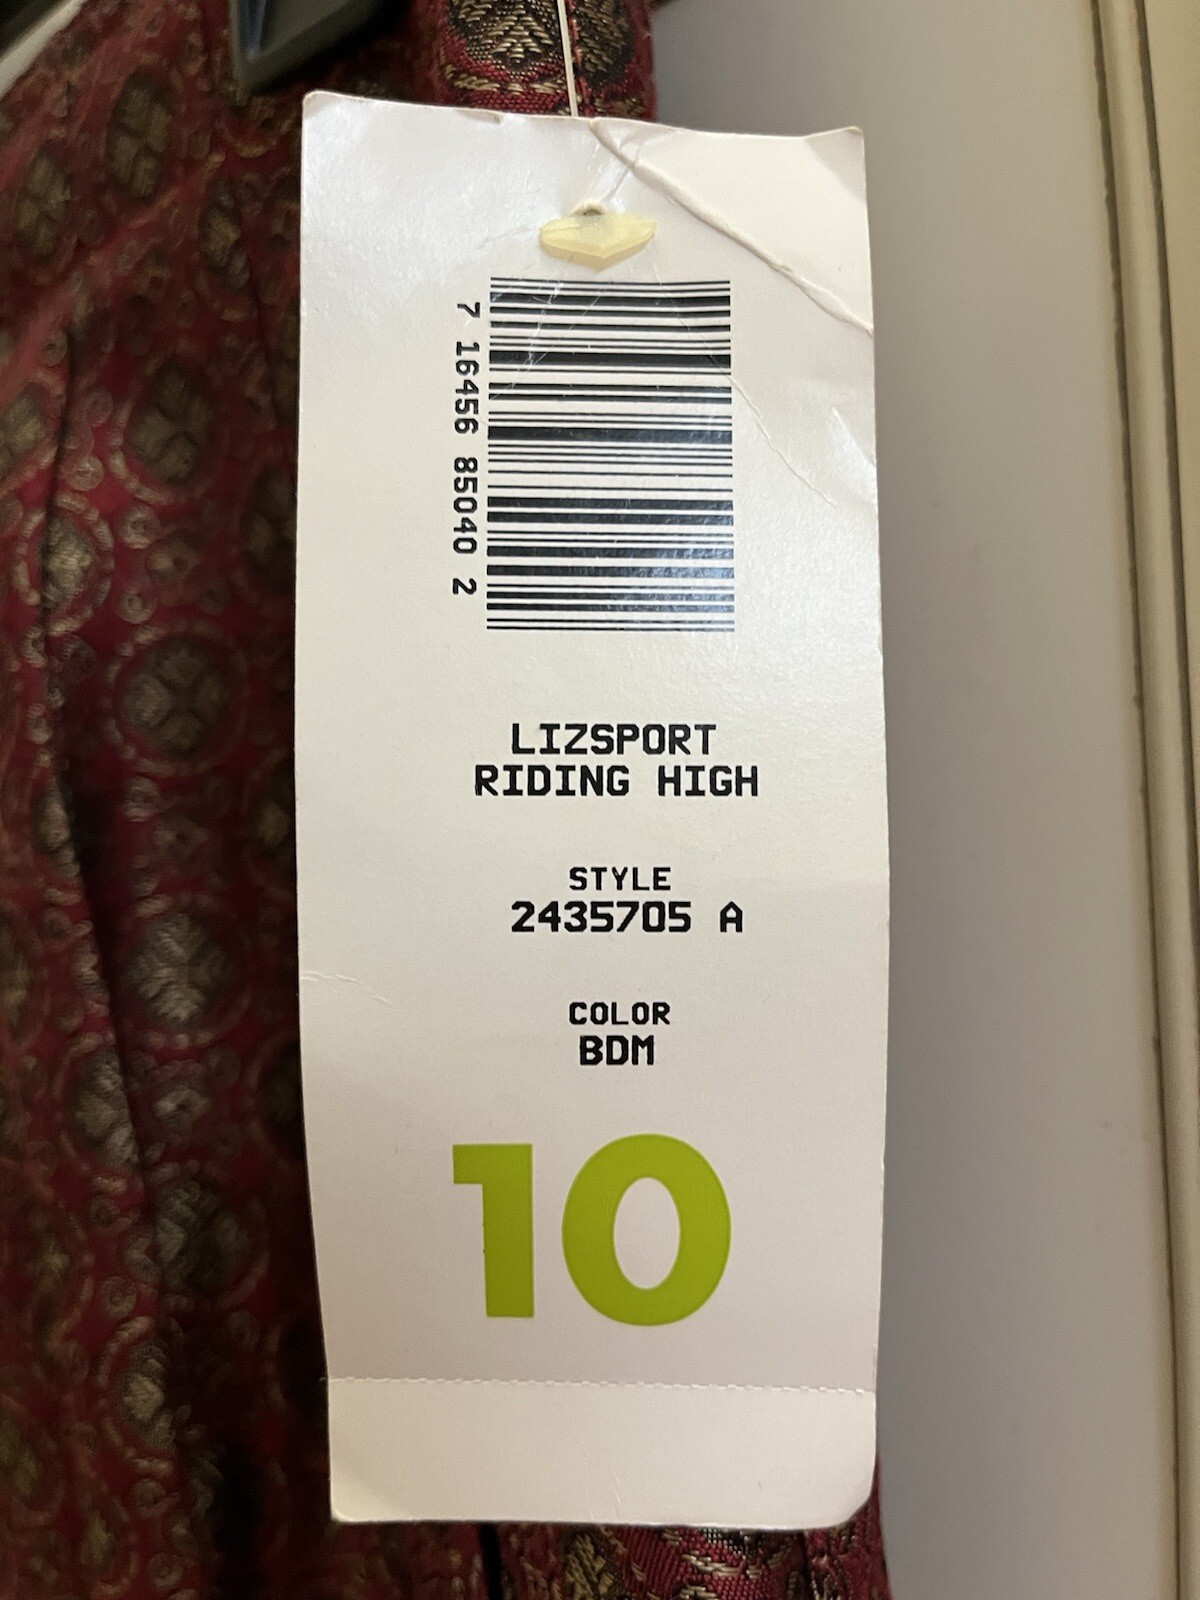 7 16456 85040 2
LIZSPORT
RIDING HIGH
STYLE
2435705 A
COLOR
BDM
10